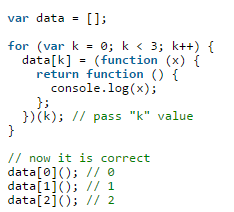 var data = [];

for (var k = 0; k < 3; k++) {
  data[k] = (function (x) {
    return function () {
      console.log(x);
    };
  })(k); // pass "k" value
}

// now it is correct
data[0](); // 0
data[1](); // 1
data[2](); // 2